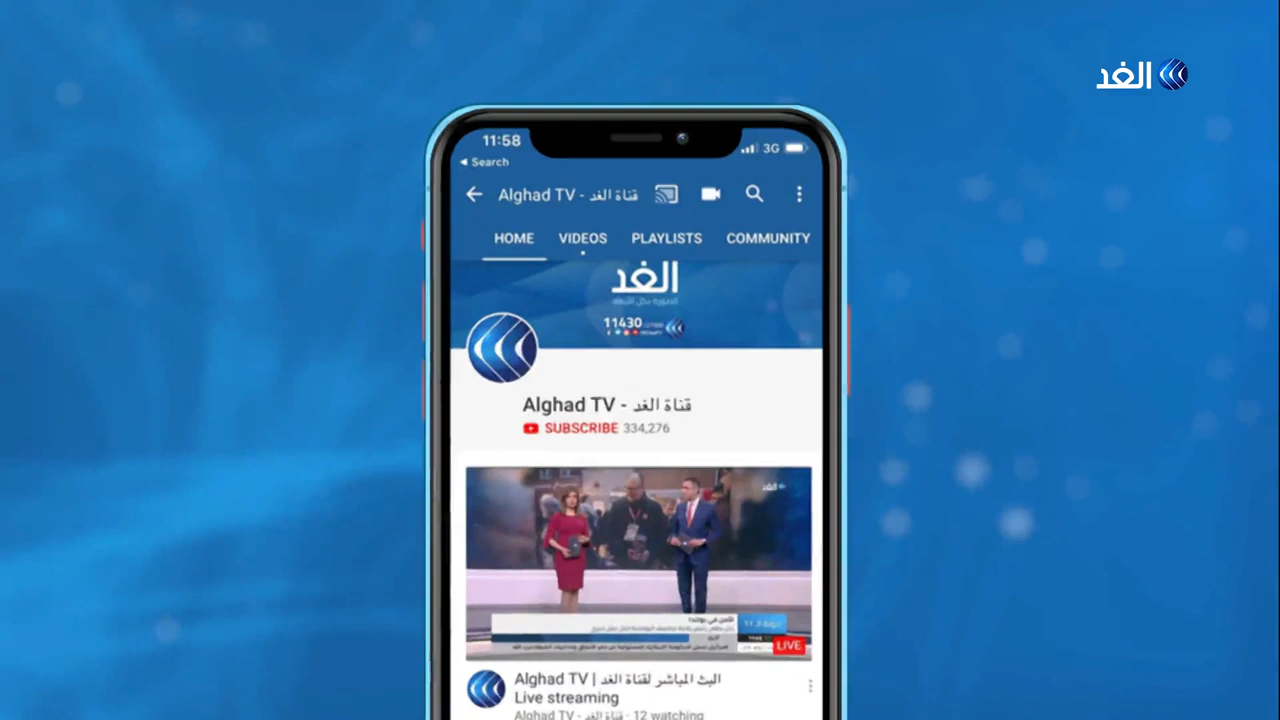 الغد
11:58
3G
Search
Alghad TV - قناة الغد
HOME VIDEOS PLAYLISTS COMMUNITY
الغد
11430
Alghad TV - قناة الغد
SUBSCRIBE 334,276
الغد
LIVE
Alghad TV | البث المباشر لقناة الغد
Live streaming
Alghad TV - قناة الغد · 12 watching